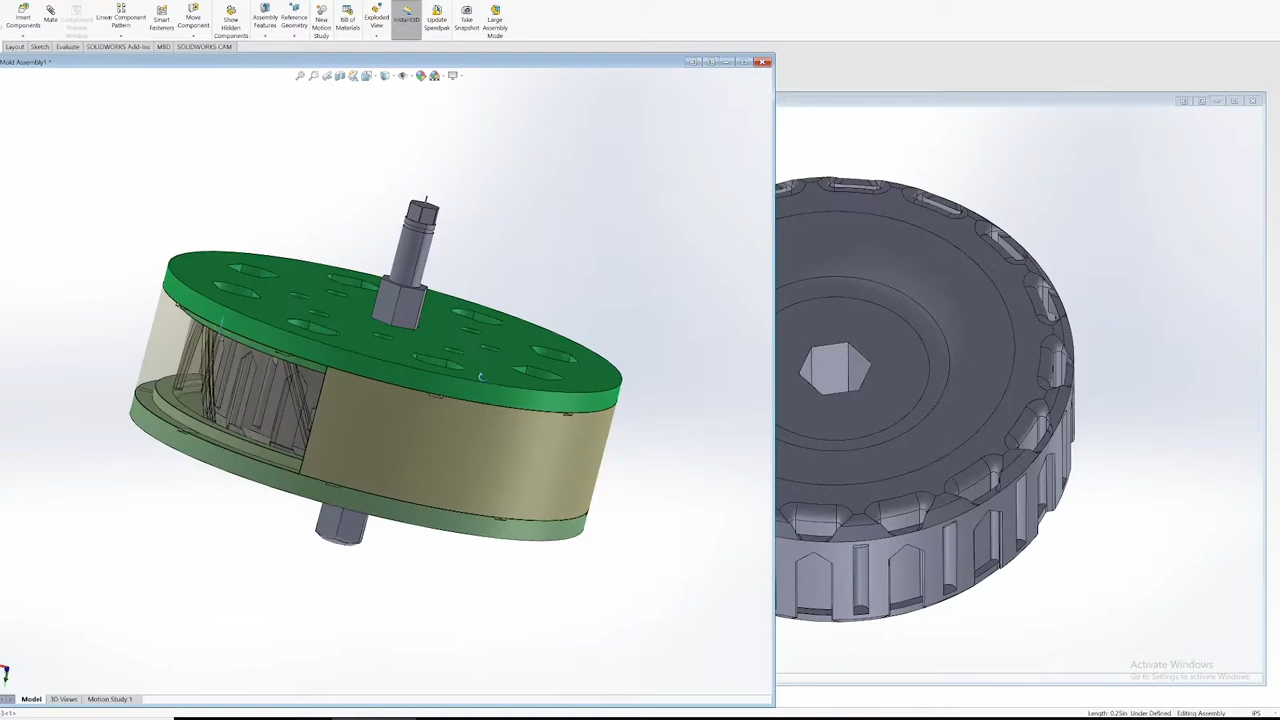 Insert Components
Mate
Component Preview Window
Linear Component Pattern
Smart Fasteners
Move Component
Show Hidden Components
Assembly Features
Reference Geometry
New Motion Study
Bill of Materials
Exploded View
Instant3D
Update Speedpak
Take Snapshot
Large Assembly Mode
Layout
Sketch
Evaluate
SOLIDWORKS Add-Ins
MBD
SOLIDWORKS CAM
Mold Assembly1 *
Activate Windows
Go to Settings to activate Windows.
Model
3D Views
Motion Study 1
3<1>
Length: 0.25in
Under Defined
Editing Assembly
IPS